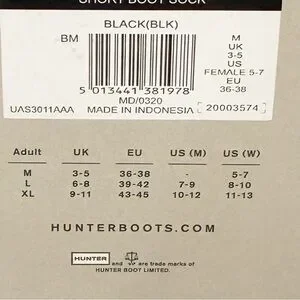 SHORT BOOT SOCK
BLACK(BLK)
BM
M
UK
3-5
US
FEMALE 5-7
EU
36-38
5 013441 381978
MD/0320
UAS3011AAA
MADE IN INDONESIA
20003574
Adult UK EU US (M) US (W)
M 3-5 36-38 - 5-7
L 6-8 39-42 7-9 8-10
XL 9-11 43-45 10-12 11-13
HUNTERBOOTS.COM
HUNTER and are trade marks of
HUNTER BOOT LIMITED.